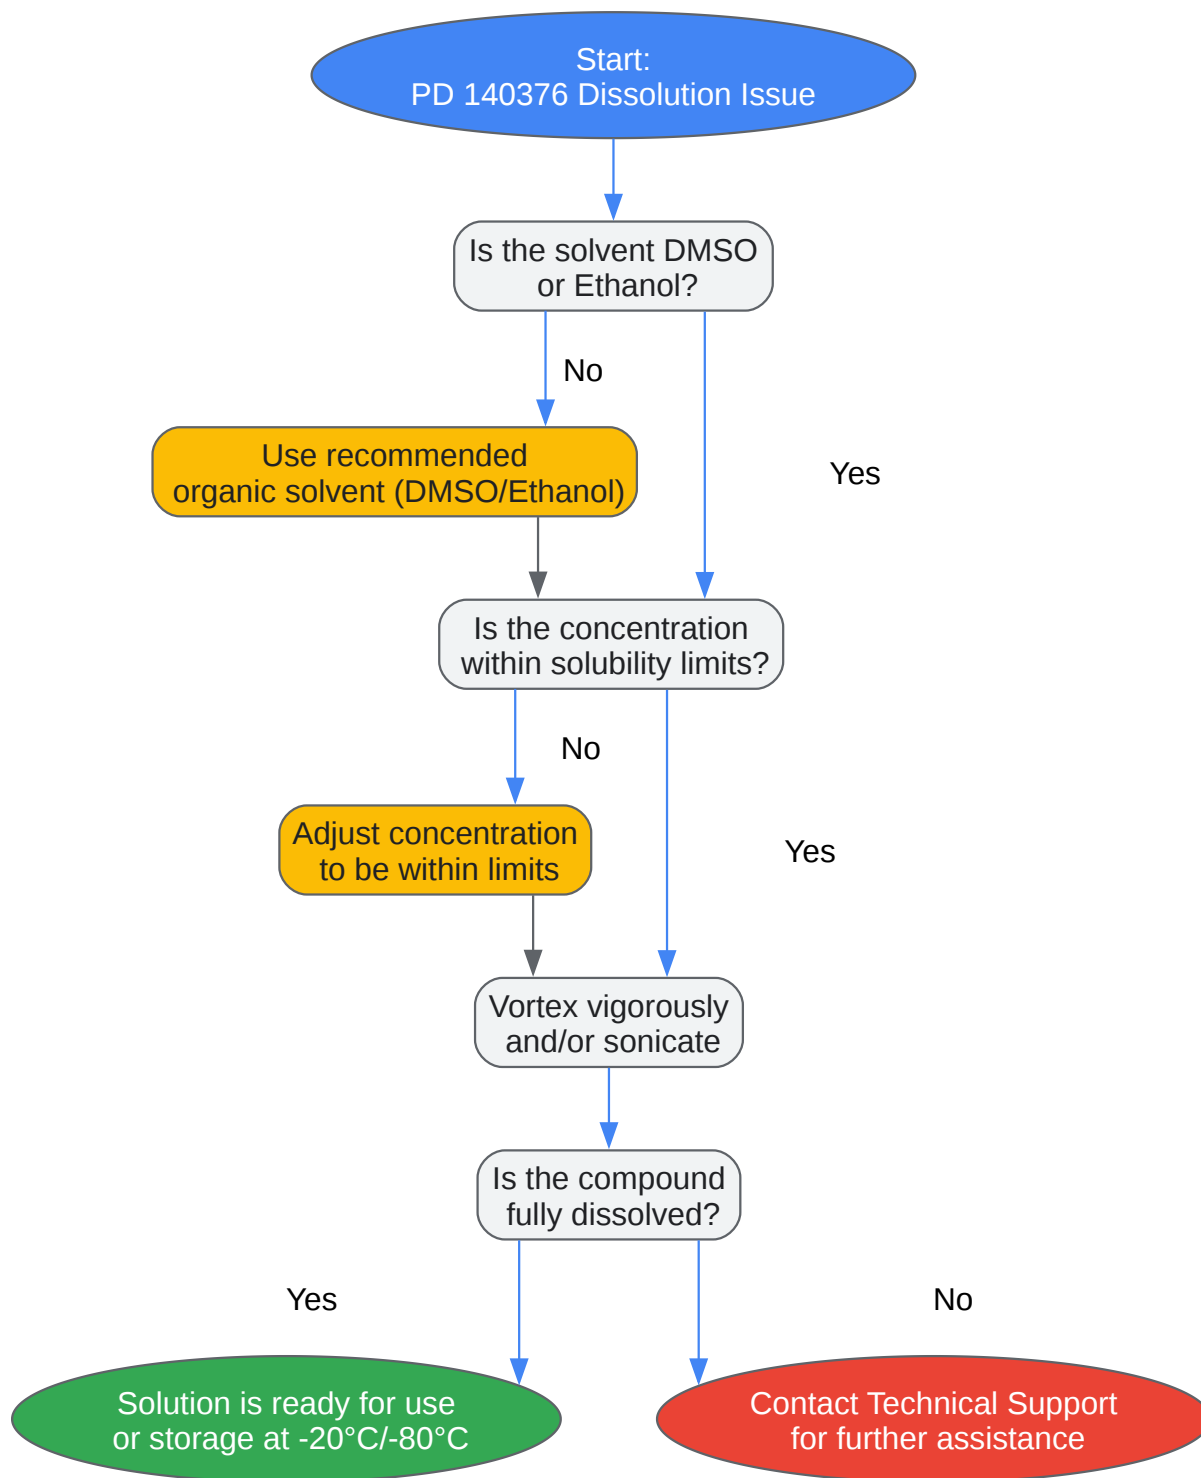 Start:
PD 140376 Dissolution Issue
Is the solvent DMSO
or Ethanol?
No
Use recommended
organic solvent (DMSO/Ethanol)
Yes
Is the concentration
within solubility limits?
No
Adjust concentration
to be within limits
Yes
Vortex vigorously
and/or sonicate
Is the compound
fully dissolved?
Yes
No
Solution is ready for use
or storage at -20°C/-80°C
Contact Technical Support
for further assistance